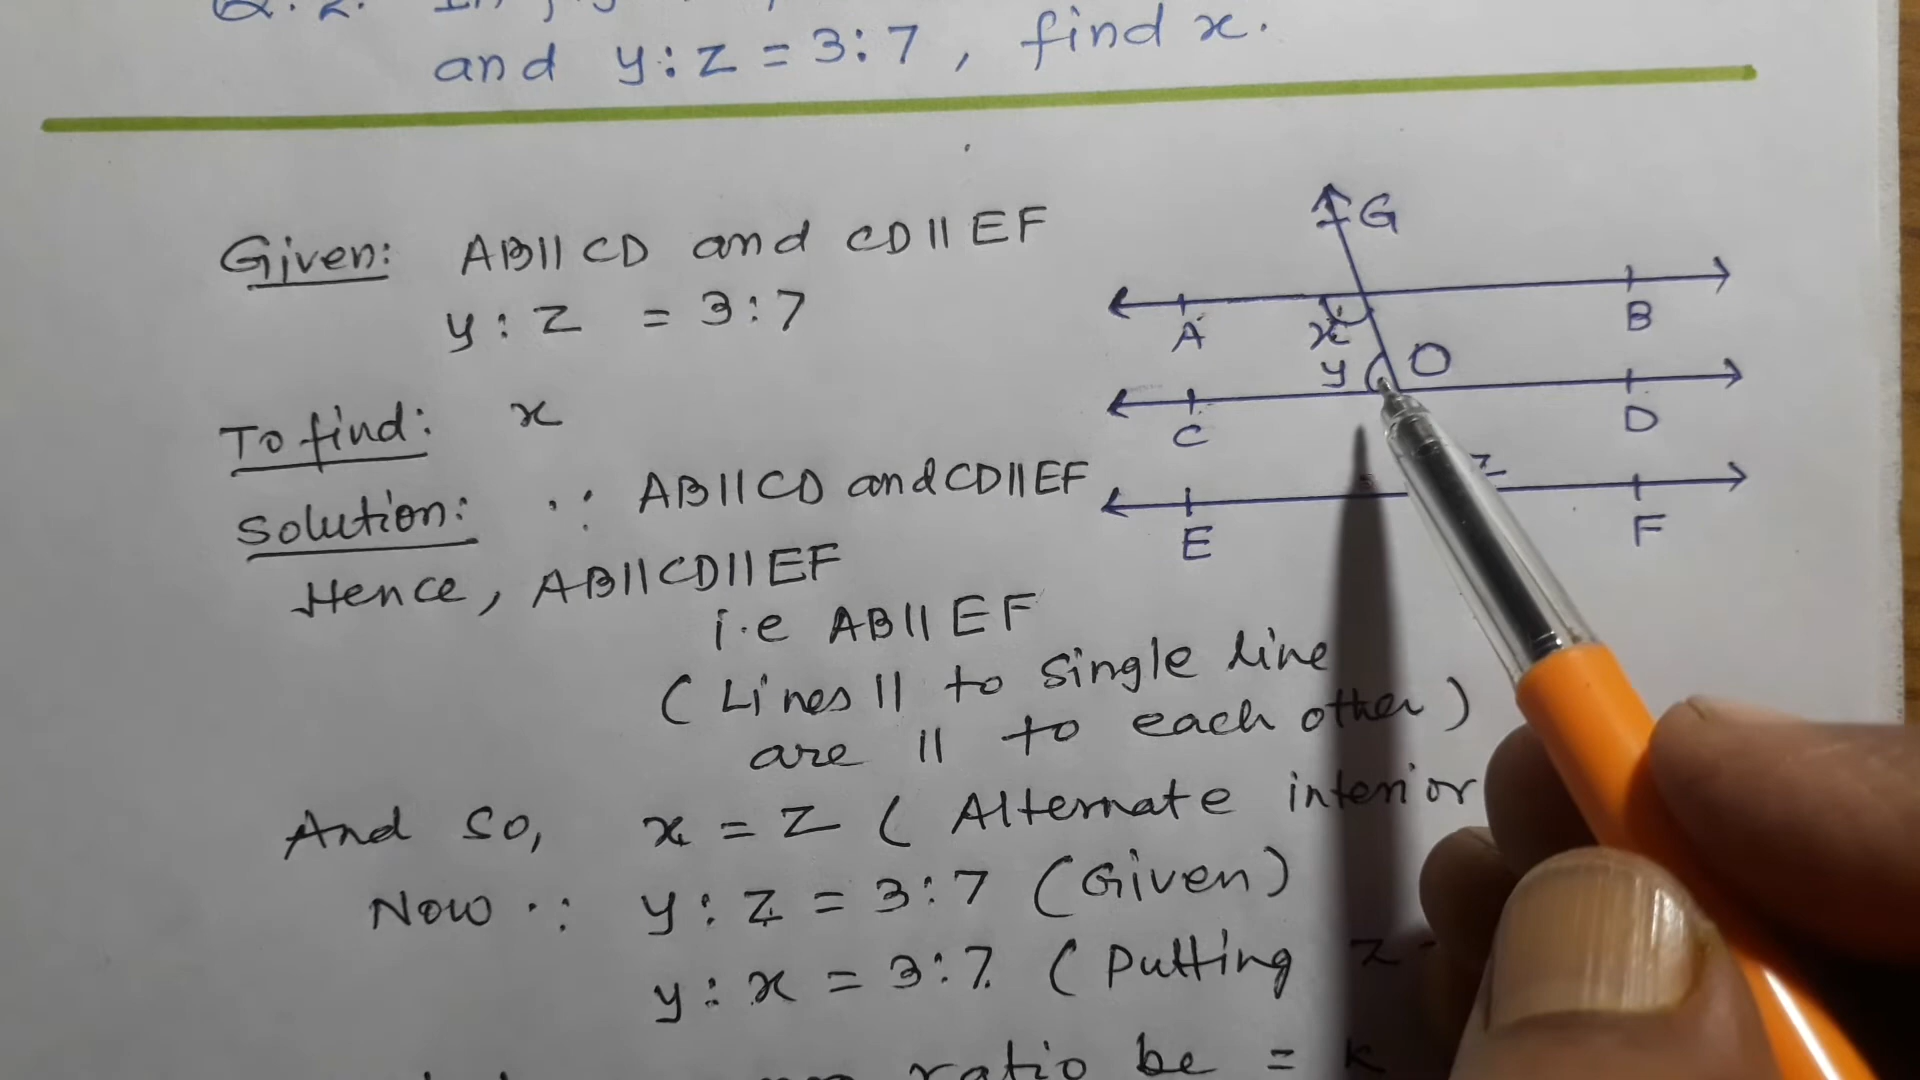 Q.2. In
and y:z = 3:7, find x.
Given: AB||CD and CD||EF
y:z = 3:7
To find: x
Solution: ∵ AB||CD and CD||EF
Hence, AB||CD||EF
i.e AB||EF
(Lines || to single line
are || to each other)
And so, x = z (Alternate interior
Now ∵ y:z = 3:7 (Given)
y:x = 3:7. (Putting z
ratio be = k
G
A
B
x
y
O
C
D
z
E
F